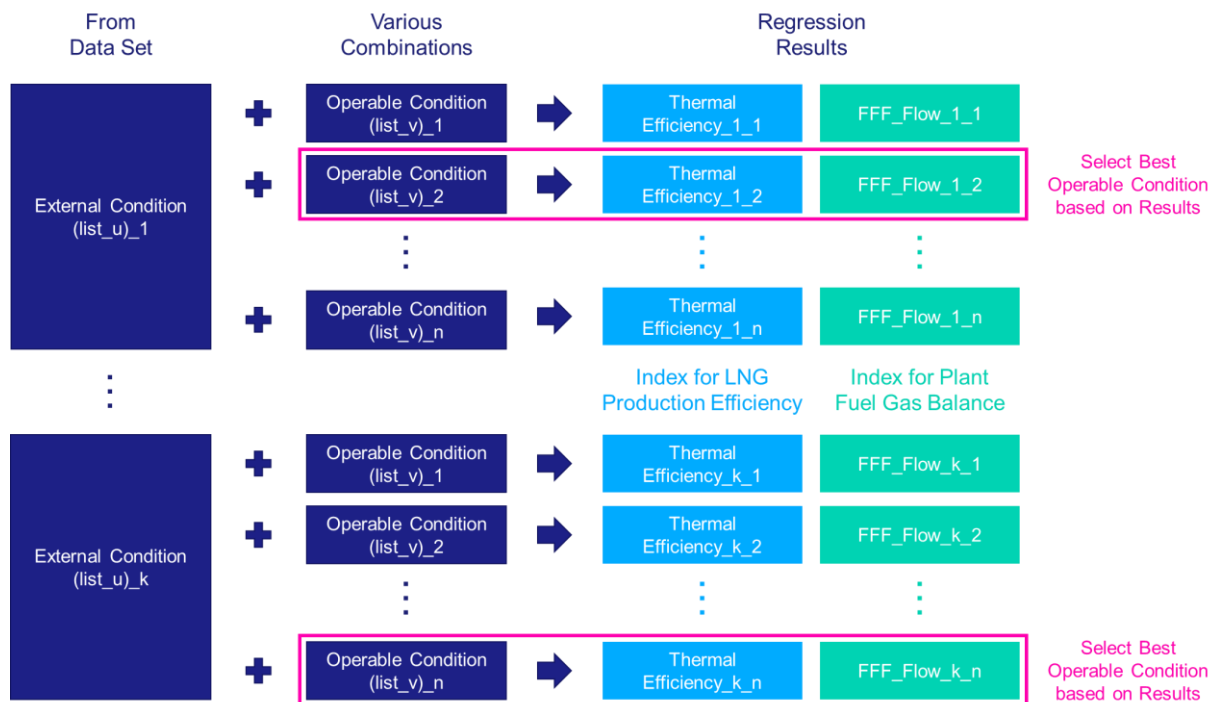 From
Data Set
Various
Combinations
Regression
Results
External Condition
(list_u)_1
Operable Condition
(list_v)_1
Thermal
Efficiency_1_1
FFF_Flow_1_1
Operable Condition
(list_v)_2
Thermal
Efficiency_1_2
FFF_Flow_1_2
Select Best
Operable Condition
based on Results
Operable Condition
(list_v)_n
Thermal
Efficiency_1_n
FFF_Flow_1_n
Index for LNG
Production Efficiency
Index for Plant
Fuel Gas Balance
External Condition
(list_u)_k
Operable Condition
(list_v)_1
Thermal
Efficiency_k_1
FFF_Flow_k_1
Operable Condition
(list_v)_2
Thermal
Efficiency_k_2
FFF_Flow_k_2
Operable Condition
(list_v)_n
Thermal
Efficiency_k_n
FFF_Flow_k_n
Select Best
Operable Condition
based on Results